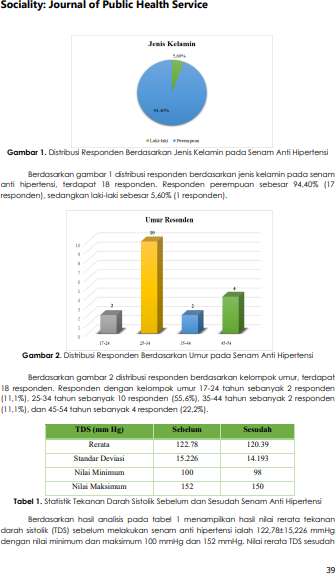 Sociality: Journal of Public Health Service
Jenis Kelamin
5,60%
94,40%
Laki-laki Perempuan
Gambar 1. Distribusi Responden Berdasarkan Jenis Kelamin pada Senam Anti Hipertensi
Berdasarkan gambar 1 distribusi responden berdasarkan jenis kelamin pada senam
anti hipertensi, terdapat 18 responden. Responden perempuan sebesar 94,40% (17
responden), sedangkan laki-laki sebesar 5,60% (1 responden).
Umur Resonden
10
9
8
7
6
5
4
3
2
1
0
2
10
2
4
17-24 25-34 35-44 45-54
Gambar 2. Distribusi Responden Berdasarkan Umur pada Senam Anti Hipertensi
Berdasarkan gambar 2 distribusi responden berdasarkan kelompok umur, terdapat
18 responden. Responden dengan kelompok umur 17-24 tahun sebanyak 2 responden
(11,1%), 25-34 tahun sebanyak 10 responden (55,6%), 35-44 tahun sebanyak 2 responden
(11,1%), dan 45-54 tahun sebanyak 4 responden (22,2%).
TDS (mm Hg) Sebelum Sesudah
Rerata 122.78 120.39
Standar Deviasi 15.226 14.193
Nilai Minimum 100 98
Nilai Maksimum 152 150
Tabel 1. Statistik Tekanan Darah Sistolik Sebelum dan Sesudah Senam Anti Hipertensi
Berdasarkan hasil analisis pada tabel 1 menampilkan hasil nilai rerata tekanan
darah sistolik (TDS) sebelum melakukan senam anti hipertensi ialah 122,78±15,226 mmHg
dengan nilai minimum dan maksimum 100 mmHg dan 152 mmHg. Nilai rerata TDS sesudah
39